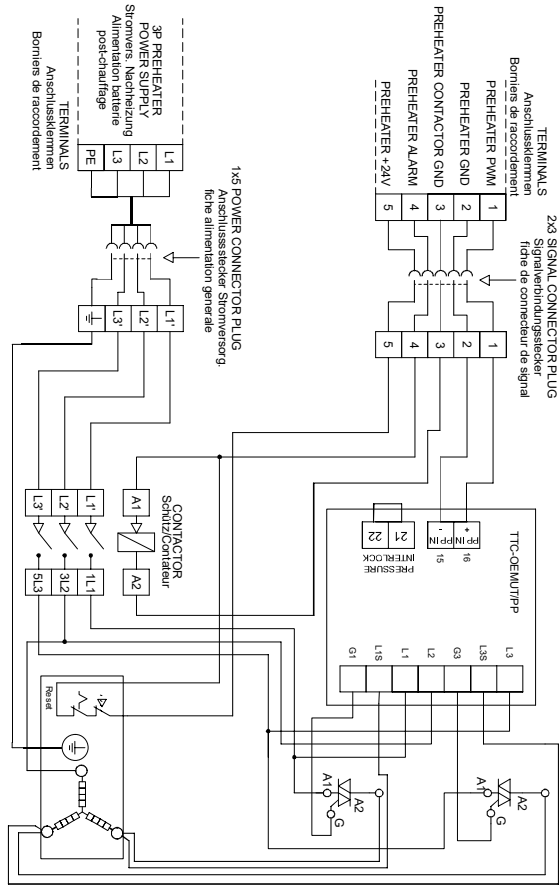 2x3 SIGNAL CONNECTOR PLUG
Signalverbindungsstecker
fiche de connecteur de signal
TERMINALS
Anschlussklemmen
Borniers de raccordement
PREHEATER PWM
PREHEATER GND
PREHEATER CONTACTOR GND
PREHEATER ALARM
PREHEATER +24V
1
2
3
4
5
1
2
3
4
5
TTC-OEMUT/PP
+ PP IN
- PP IN
16
15
21
22
PRESSURE
INTERLOCK
L3
L3S
G3
L2
L1
L1S
G1
A1
A2
G
A1
A2
G
3P PREHEATER
POWER SUPPLY
Stromvers. Nachheizung
Alimentation batterie
post-chauffage
L1
L2
L3
PE
TERMINALS
Anschlussklemmen
Borniers de raccordement
1x5 POWER CONNECTOR PLUG
Anschlussstecker Stromversorg.
fiche alimentation generale
L1'
L2'
L3'
CONTACTOR
Schütz/Contateur
A1
A2
L1'
L2'
L3'
1L1
3L2
5L3
Reset